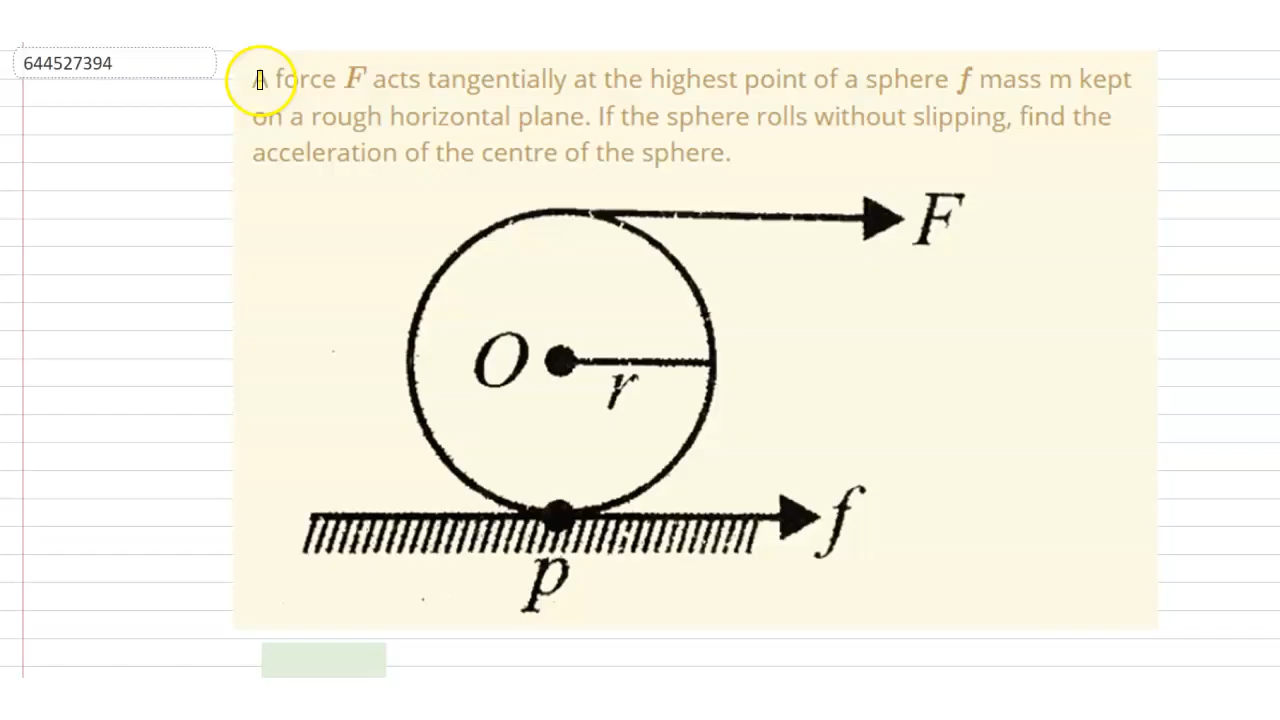 644527394
A force F acts tangentially at the highest point of a sphere f mass m kept
on a rough horizontal plane. If the sphere rolls without slipping, find the
acceleration of the centre of the sphere.
F
O
r
f
p